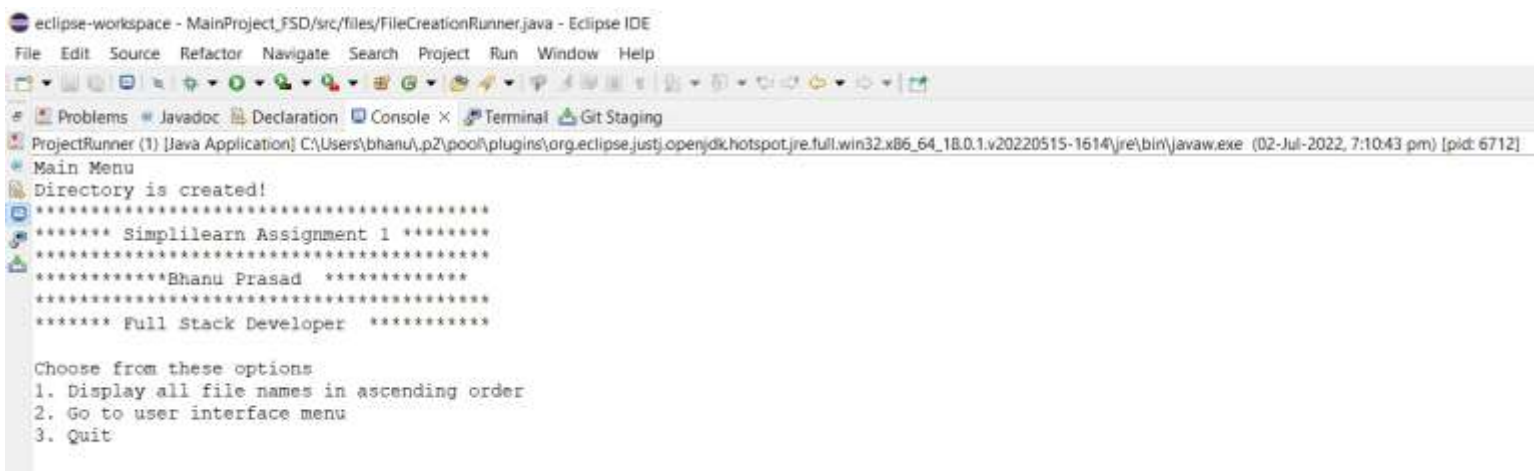 eclipse-workspace - MainProject_FSD/src/files/FileCreationRunner.java - Eclipse IDE
File Edit Source Refactor Navigate Search Project Run Window Help
Problems Javadoc Declaration Console × Terminal Git Staging
ProjectRunner (1) [Java Application] C:\Users\bhanu\.p2\pool\plugins\org.eclipse.justj.openjdk.hotspot.jre.full.win32.x86_64_18.0.1.v20220515-1614\jre\bin\javaw.exe (02-Jul-2022, 7:10:43 pm) [pid: 6712]
Main Menu
Directory is created!
*****************************************
******* Simplilearn Assignment 1 ********
*****************************************
************Bhanu Prasad  *************
*****************************************
******* Full Stack Developer  ***********
Choose from these options
1. Display all file names in ascending order
2. Go to user interface menu
3. Quit